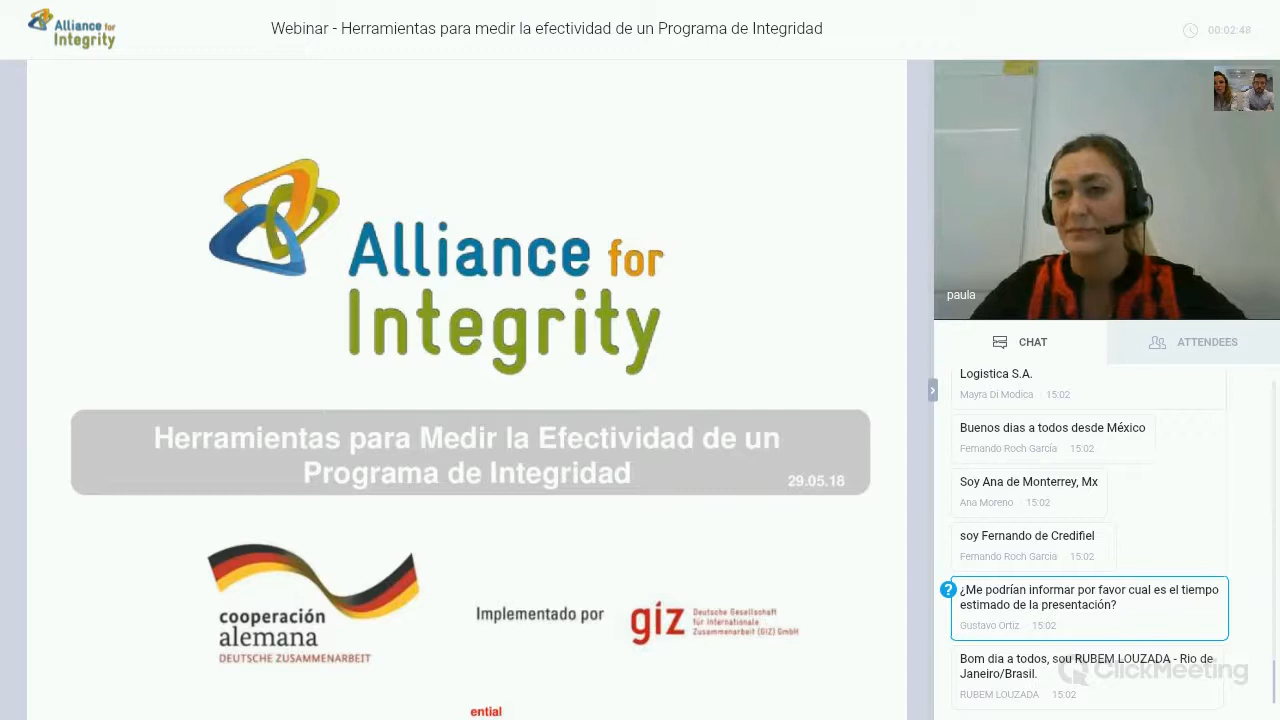 Alliance for
Integrity
Webinar - Herramientas para medir la efectividad de un Programa de Integridad
00:02:48
Alliance for
Integrity
Herramientas para Medir la Efectividad de un
Programa de Integridad
29.05.18
cooperación
alemana
DEUTSCHE ZUSAMMENARBEIT
Implementado por
giz
Deutsche Gesellschaft
für Internationale
Zusammenarbeit (GIZ) GmbH
ential
paula
CHAT
ATTENDEES
Logistica S.A.
Mayra Di Modica
15:02
Buenos dias a todos desde México
Fernando Roch García
15:02
Soy Ana de Monterrey, Mx
Ana Moreno
15:02
soy Fernando de Credifiel
Fernando Roch García
15:02
?
¿Me podrían informar por favor cual es el tiempo
estimado de la presentación?
Gustavo Ortiz
15:02
Bom dia a todos, sou RUBEM LOUZADA - Rio de
Janeiro/Brasil.
RUBEM LOUZADA
15:02
ClickMeeting